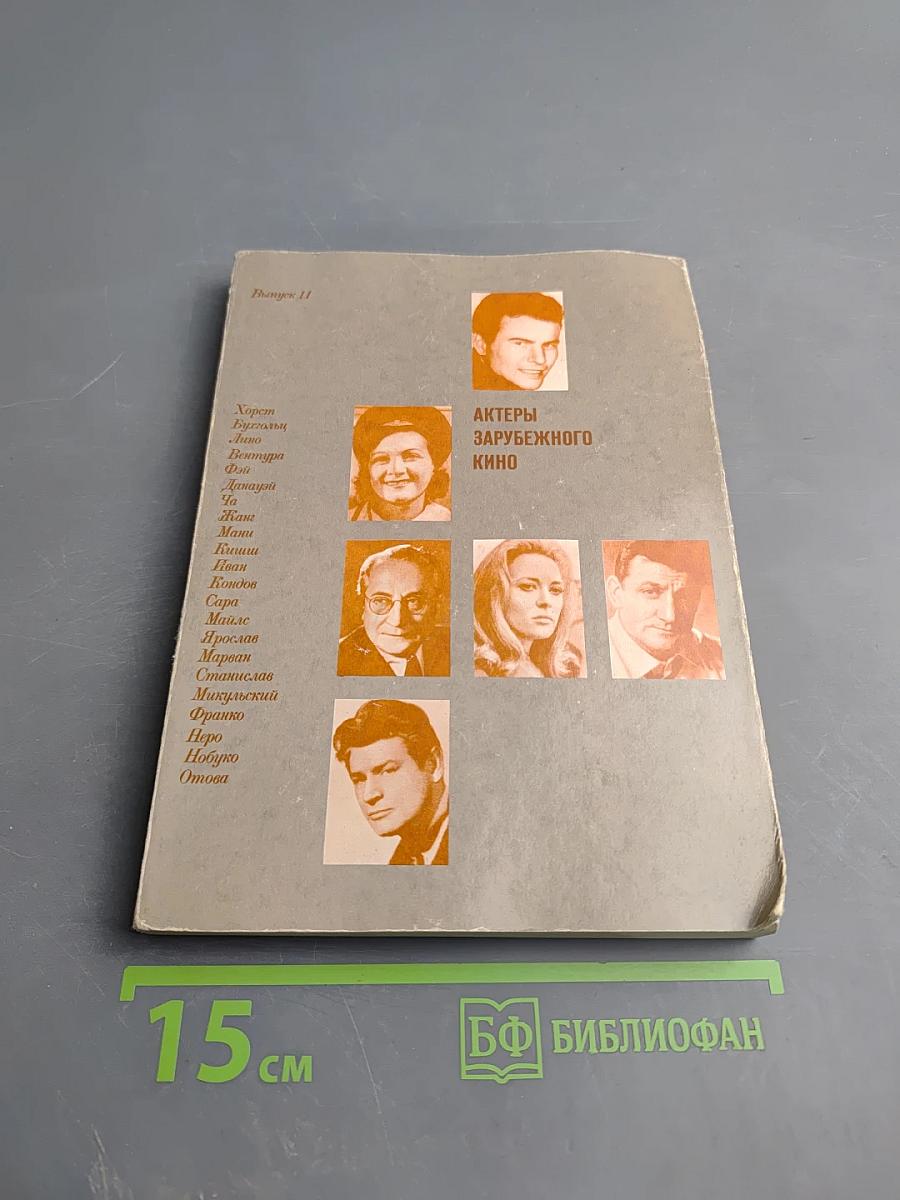 Выпуск 11
Хорст
Бухгольц
Лино
Вентура
Фэй
Данауэй
Ча
Жанг
Мани
Кишш
Иван
Кондов
Сара
Майлс
Ярослав
Марван
Станислав
Микульский
Франко
Неро
Нобуко
Отова
АКТЕРЫ
ЗАРУБЕЖНОГО
КИНО
15 см
БФ БИБЛИОФАН